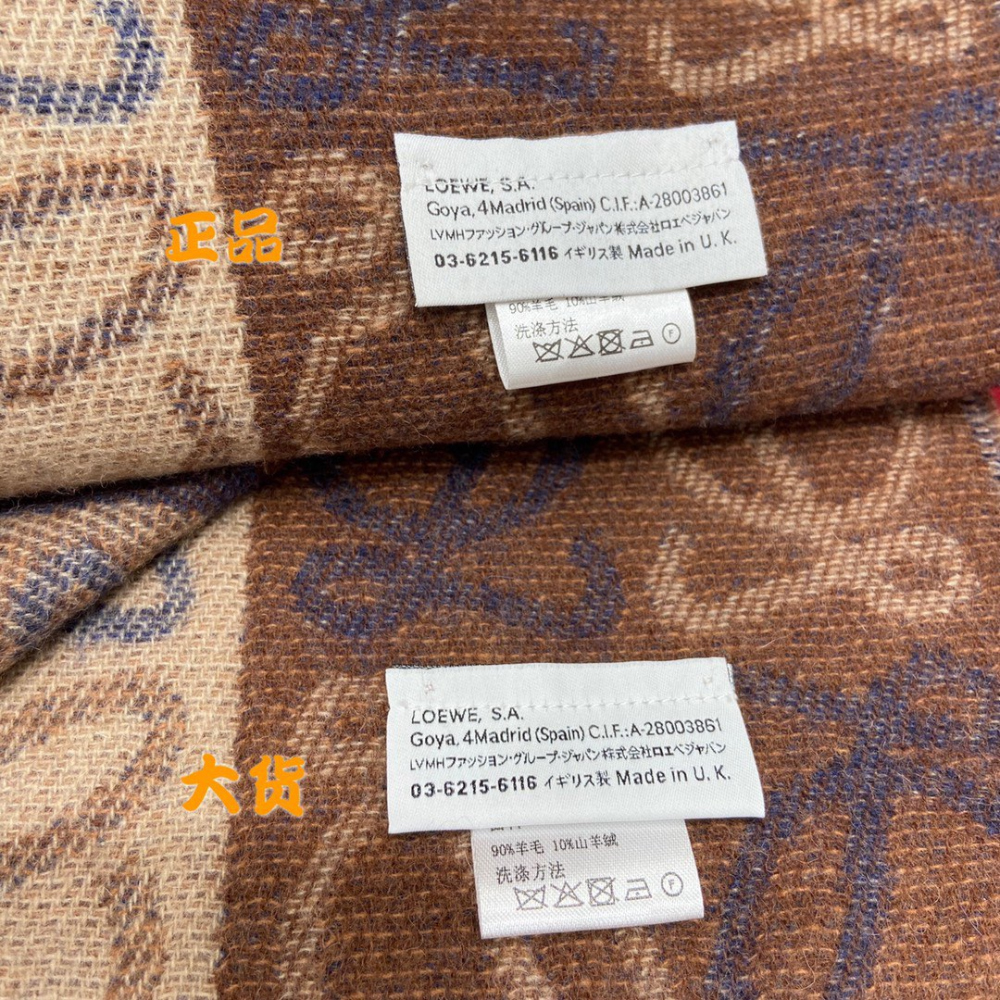 LOEWE, S.A.
Goya, 4Madrid (Spain) C.I.F.:A-28003861
LVMHファッション・グループ・ジャパン株式会社ロエベジャパン
03-6215-6116 イギリス製 Made in U.K.
正品
90%羊毛 10%山羊绒
洗涤方法
LOEWE, S.A.
Goya, 4Madrid (Spain) C.I.F.:A-28003861
LVMHファッション・グループ・ジャパン株式会社ロエベジャパン
03-6215-6116 イギリス製 Made in U.K.
大货
90%羊毛 10%山羊绒
洗涤方法